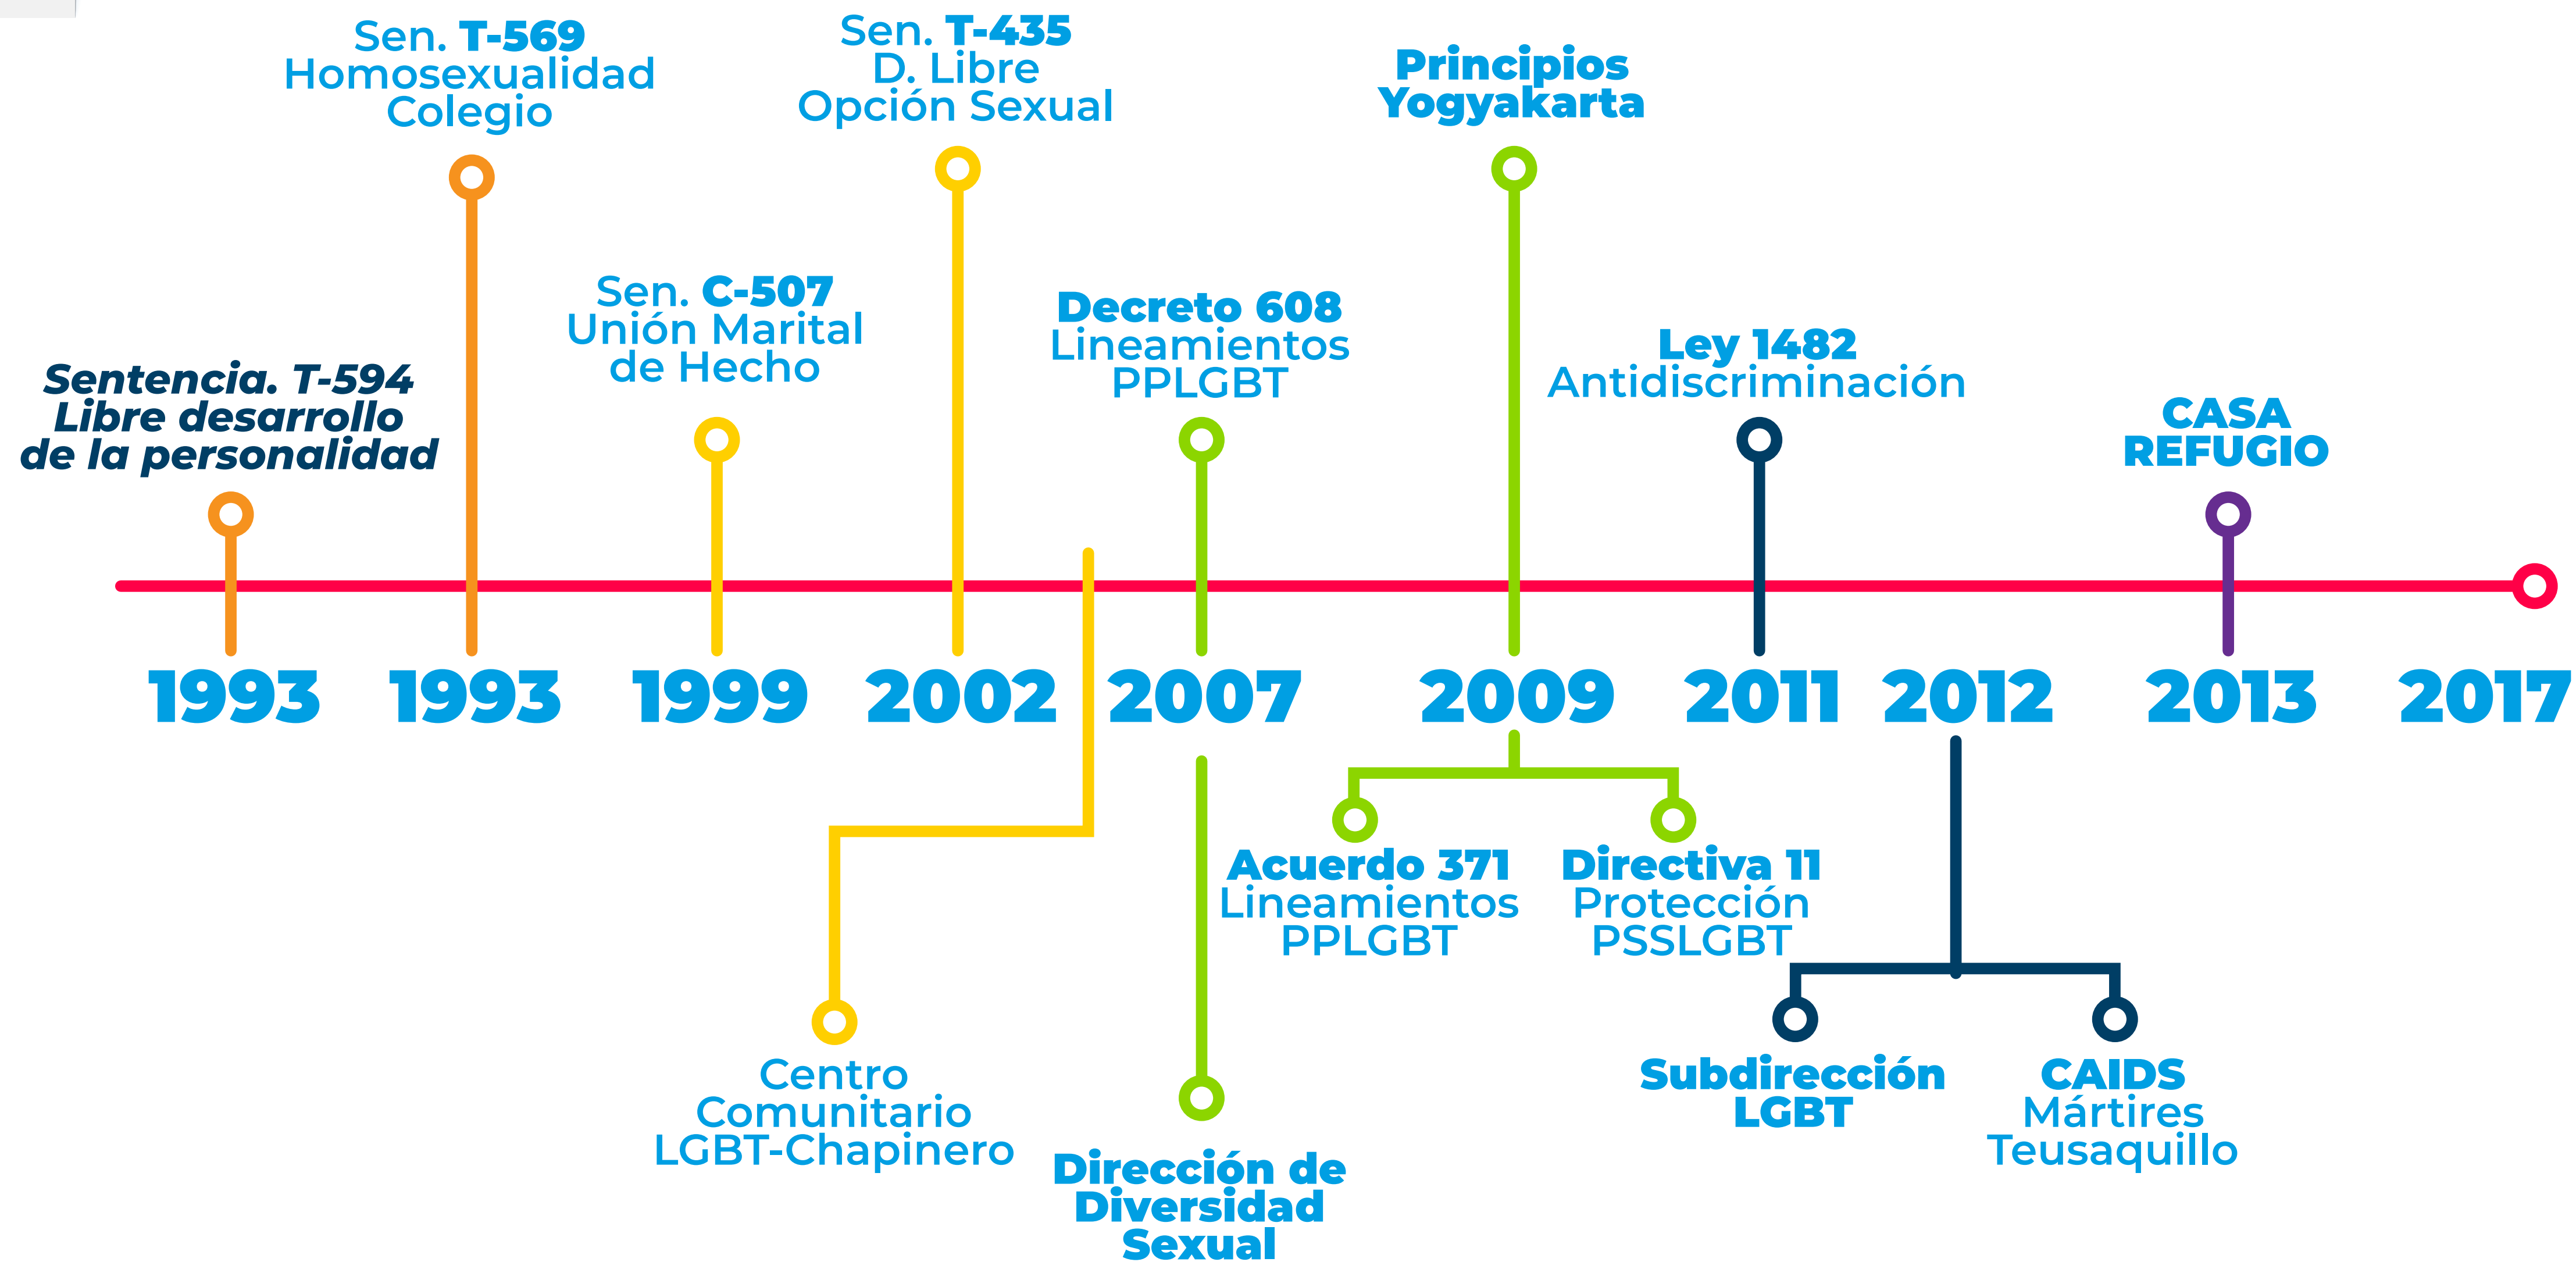 Sen. T-569
Homosexualidad
Colegio
Sen. T-435
D. Libre
Opción Sexual
Principios
Yogyakarta
Sentencia. T-594
Libre desarrollo
de la personalidad
Sen. C-507
Unión Marital
de Hecho
Decreto 608
Lineamientos
PPLGBT
Ley 1482
Antidiscriminación
CASA
REFUGIO
1993
1993
1999
2002
2007
2009
2011
2012
2013
2017
Centro
Comunitario
LGBT-Chapinero
Dirección de
Diversidad
Sexual
Acuerdo 371
Lineamientos
PPLGBT
Directiva 11
Protección
PSSLGBT
Subdirección
LGBT
CAIDS
Mártires
Teusaquillo